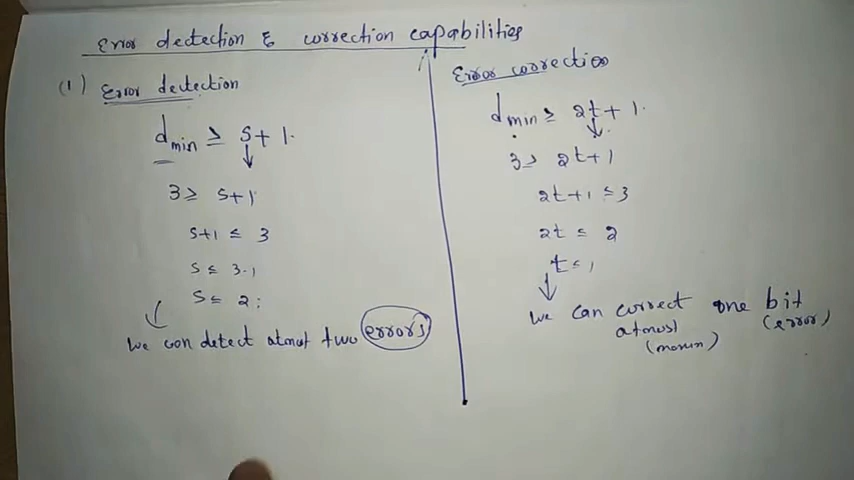 Error dectection & correction capabilities
(1) Error detection
dmin ≥ s+1.
3 ≥ s+1
s+1 ≤ 3
s ≤ 3-1
s ≤ 2:
We can detect atmost two errors
Error correction
dmin ≥ 2t+1.
3 ≥ 2t+1
2t+1 ≤ 3
2t ≤ 2
t ≤ 1
We can correct one bit
atmost (error)